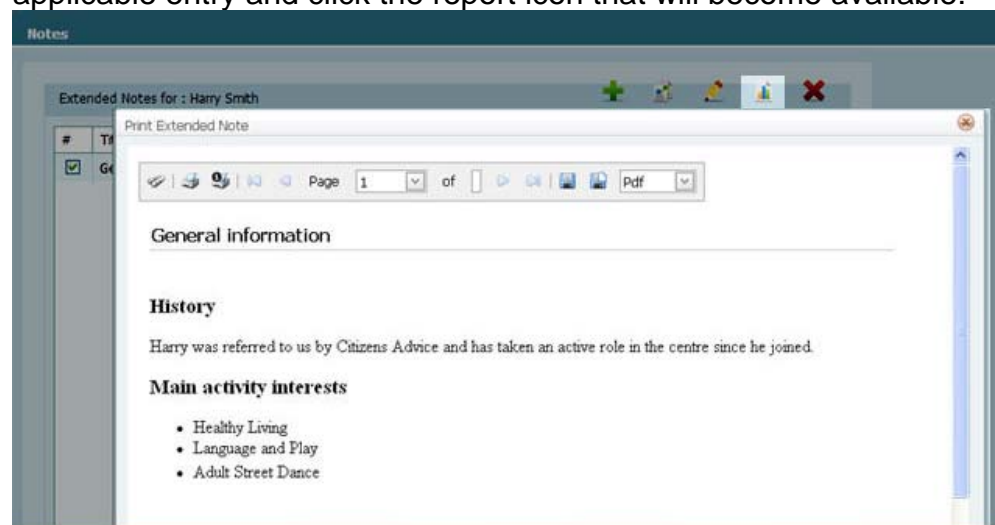 applicable entry and click the report icon that will become available.
Notes
Extended Notes for : Harry Smith
Print Extended Note
#
Page 1 of Pdf
General information
History
Harry was referred to us by Citizens Advice and has taken an active role in the centre since he joined.
Main activity interests
• Healthy Living
• Language and Play
• Adult Street Dance